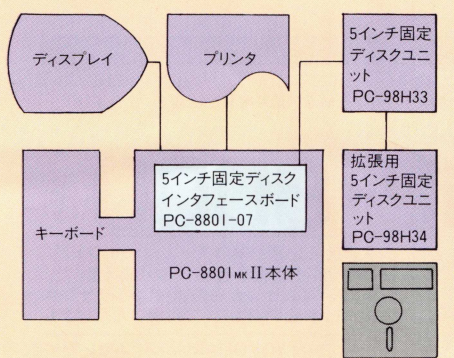 ディスプレイ
プリンタ
5インチ固定
ディスクユニ
ット
PC-98H33
5インチ固定ディスク
インタフェースボード
PC-8801-07
拡張用
5インチ固定
ディスクユニ
ット
PC-98H34
キーボード
PC-8801MKII本体